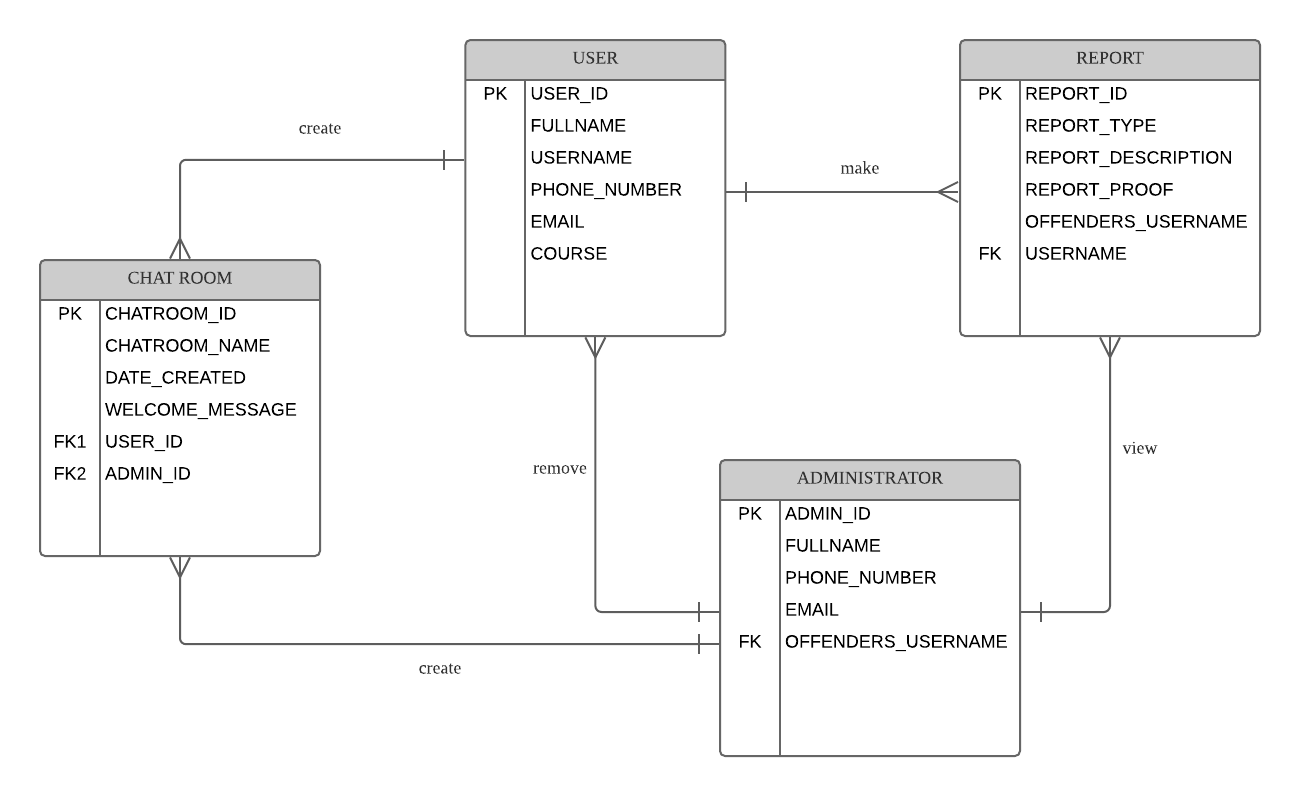 USER
PK USER_ID
FULLNAME
USERNAME
PHONE_NUMBER
EMAIL
COURSE
REPORT
PK REPORT_ID
REPORT_TYPE
REPORT_DESCRIPTION
REPORT_PROOF
OFFENDERS_USERNAME
FK USERNAME
create
make
CHAT ROOM
PK CHATROOM_ID
CHATROOM_NAME
DATE_CREATED
WELCOME_MESSAGE
FK1 USER_ID
FK2 ADMIN_ID
remove
view
ADMINISTRATOR
PK ADMIN_ID
FULLNAME
PHONE_NUMBER
EMAIL
FK OFFENDERS_USERNAME
create